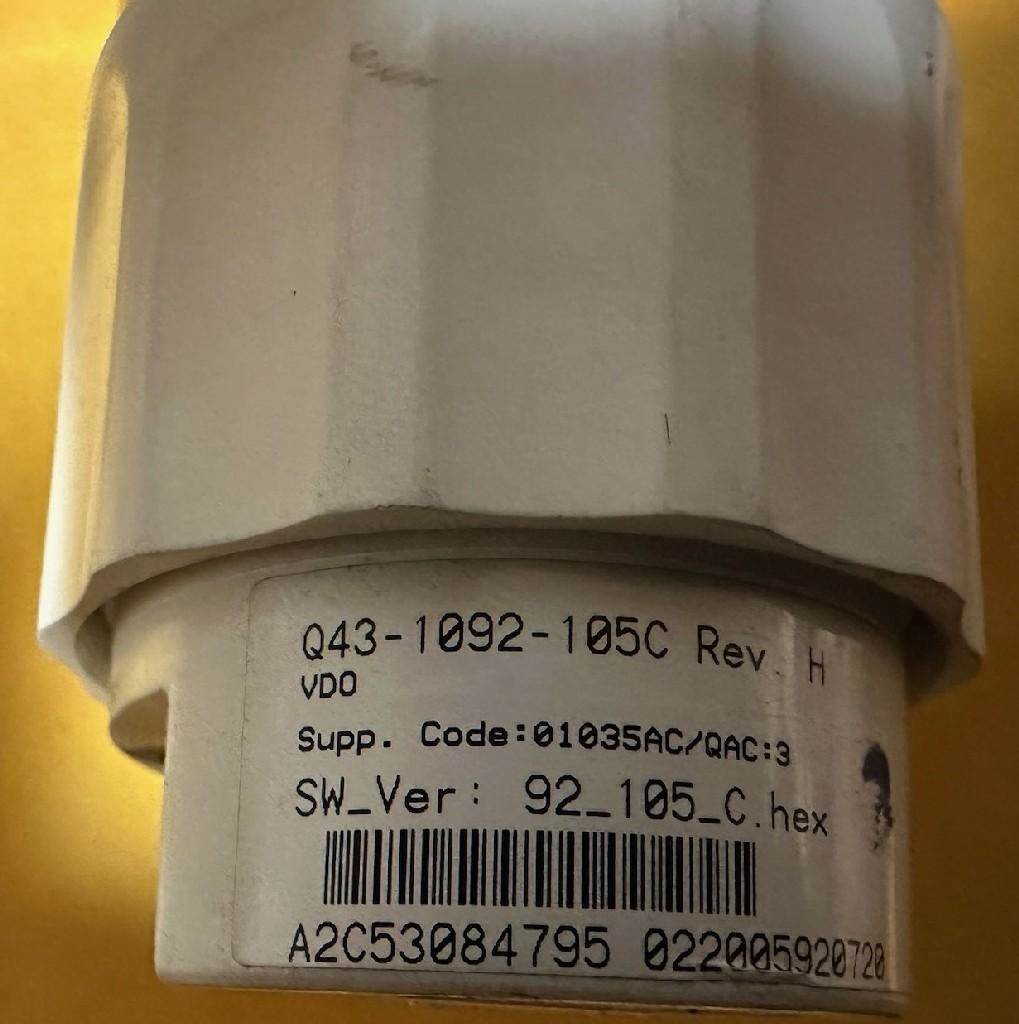 Q43-1092-105C Rev. H
VDO
Supp. Code:01035AC/QAC:3
SW_Ver: 92_105_C.hex
A2C53084795 022005920720